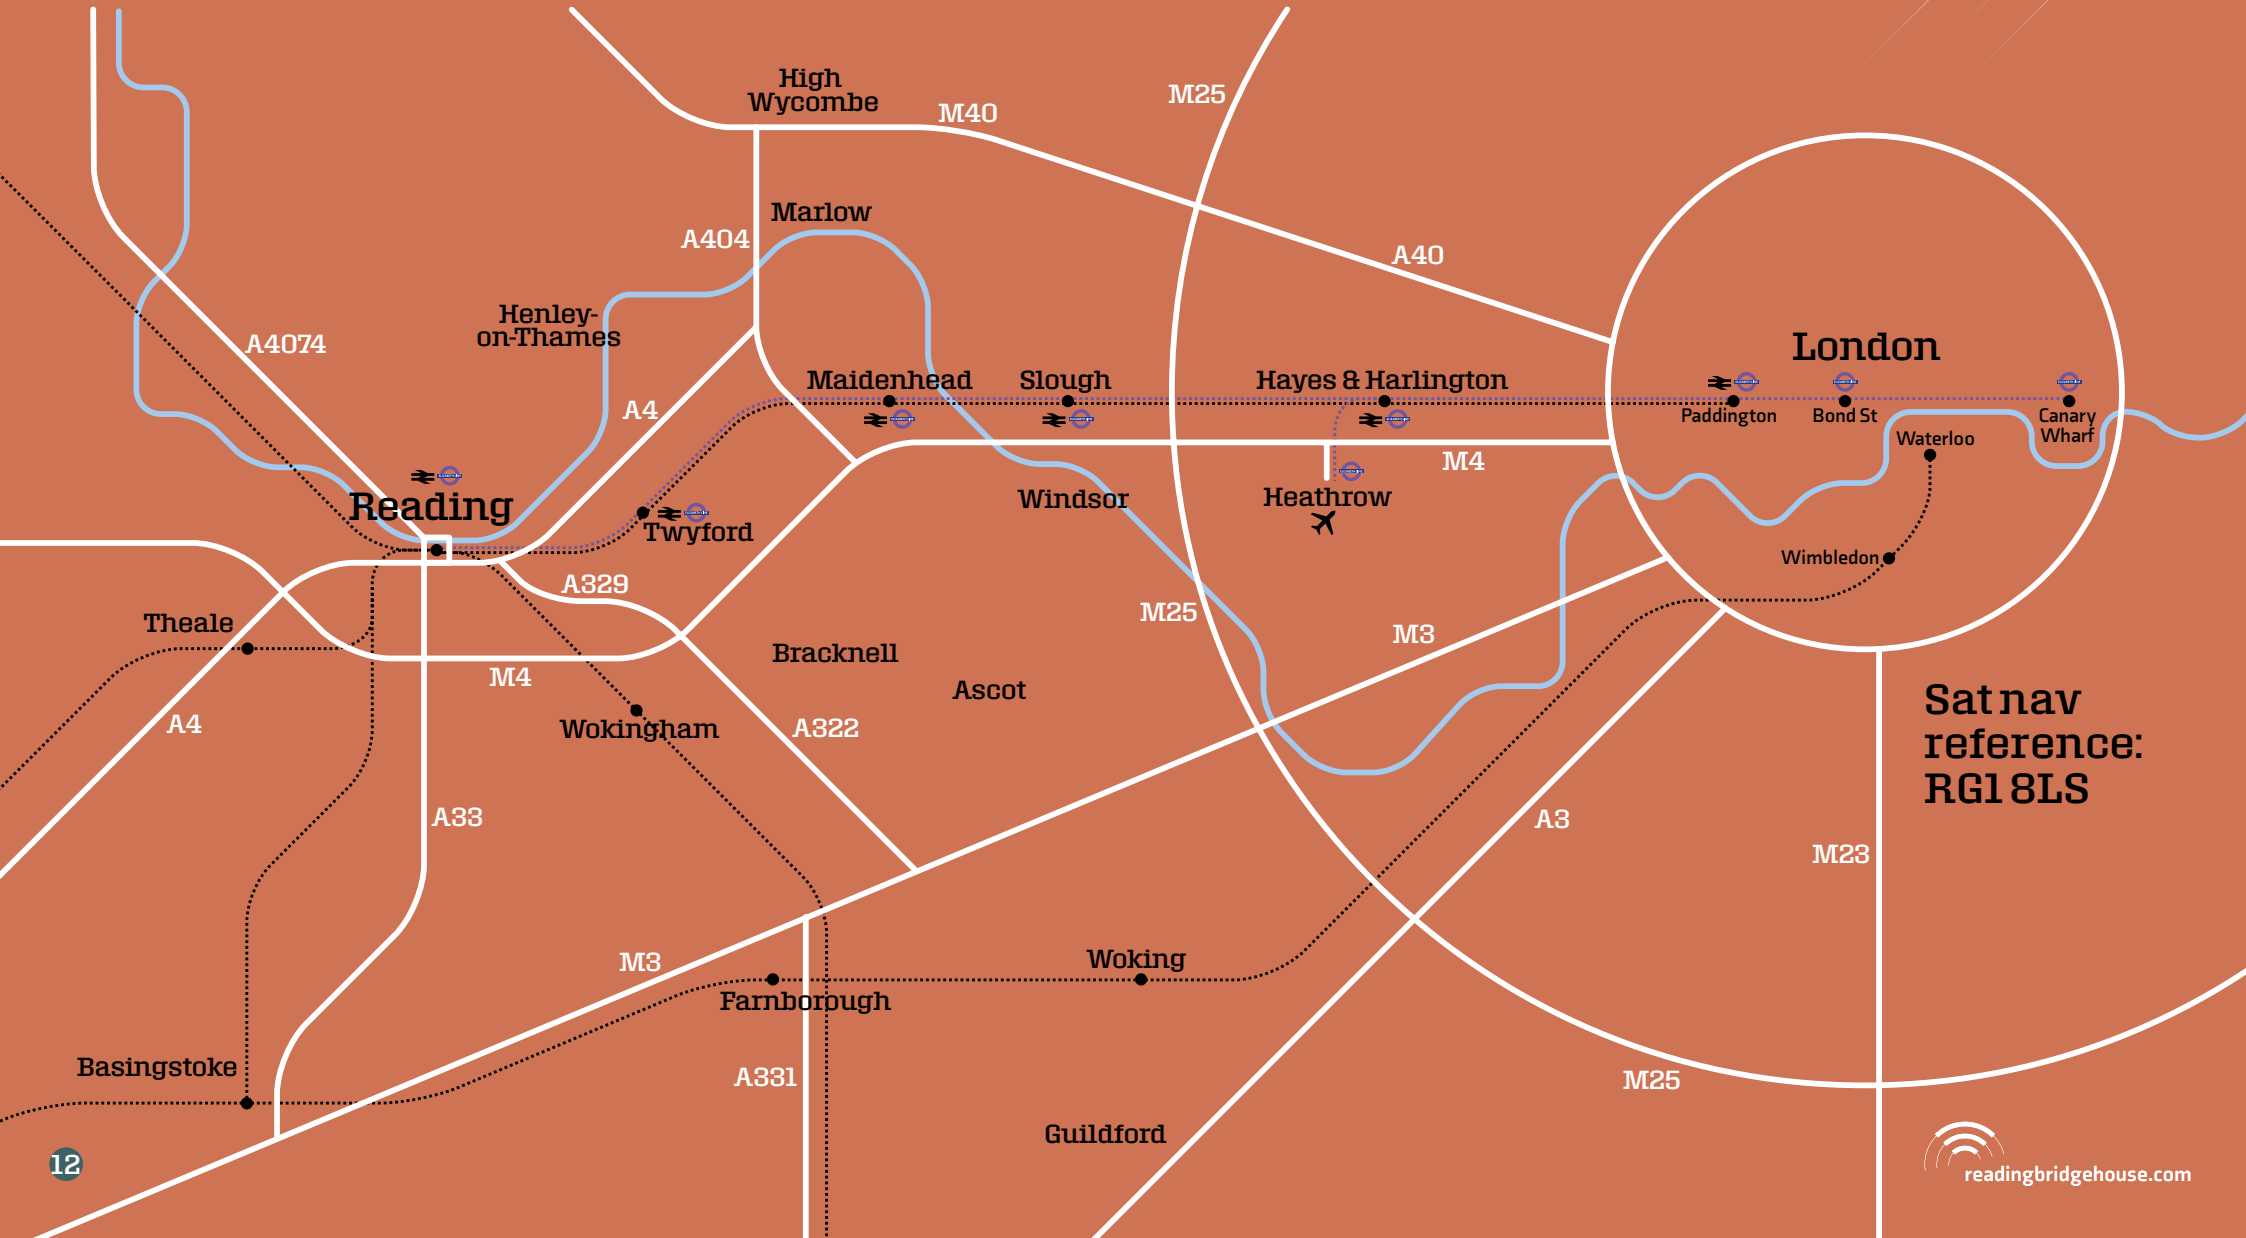 High
Wycombe
M40
M25
Marlow
A404
A40
Henley-
on-Thames
A4074
London
Maidenhead
Slough
Hayes & Harlington
A4
Paddington
Bond St
Canary
Wharf
Waterloo
M4
Reading
Windsor
Heathrow
Twyford
Wimbledon
A329
Theale
M25
M3
Bracknell
M4
Ascot
A4
Wokingham
A322
Sat nav
reference:
RG1 8LS
A33
A3
M23
M3
Woking
Farnborough
Basingstoke
A331
M25
Guildford
12
readingbridgehouse.com